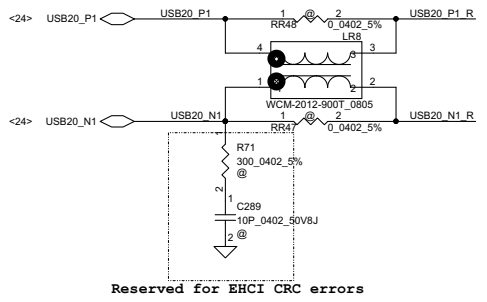 <24> USB20_P1 USB20_P1 1 @ 2 USB20_P1_R
RR48 0_0402_5%
LR8
4 3 3
1 2 2
WCM-2012-900T_0805
<24> USB20_N1 USB20_N1 1 @ 2 USB20_N1_R
RR47 0_0402_5%
1
R71
300_0402_5%
@
2
1
C289
10P_0402_50V8J
2 @
Reserved for EHCI CRC errors